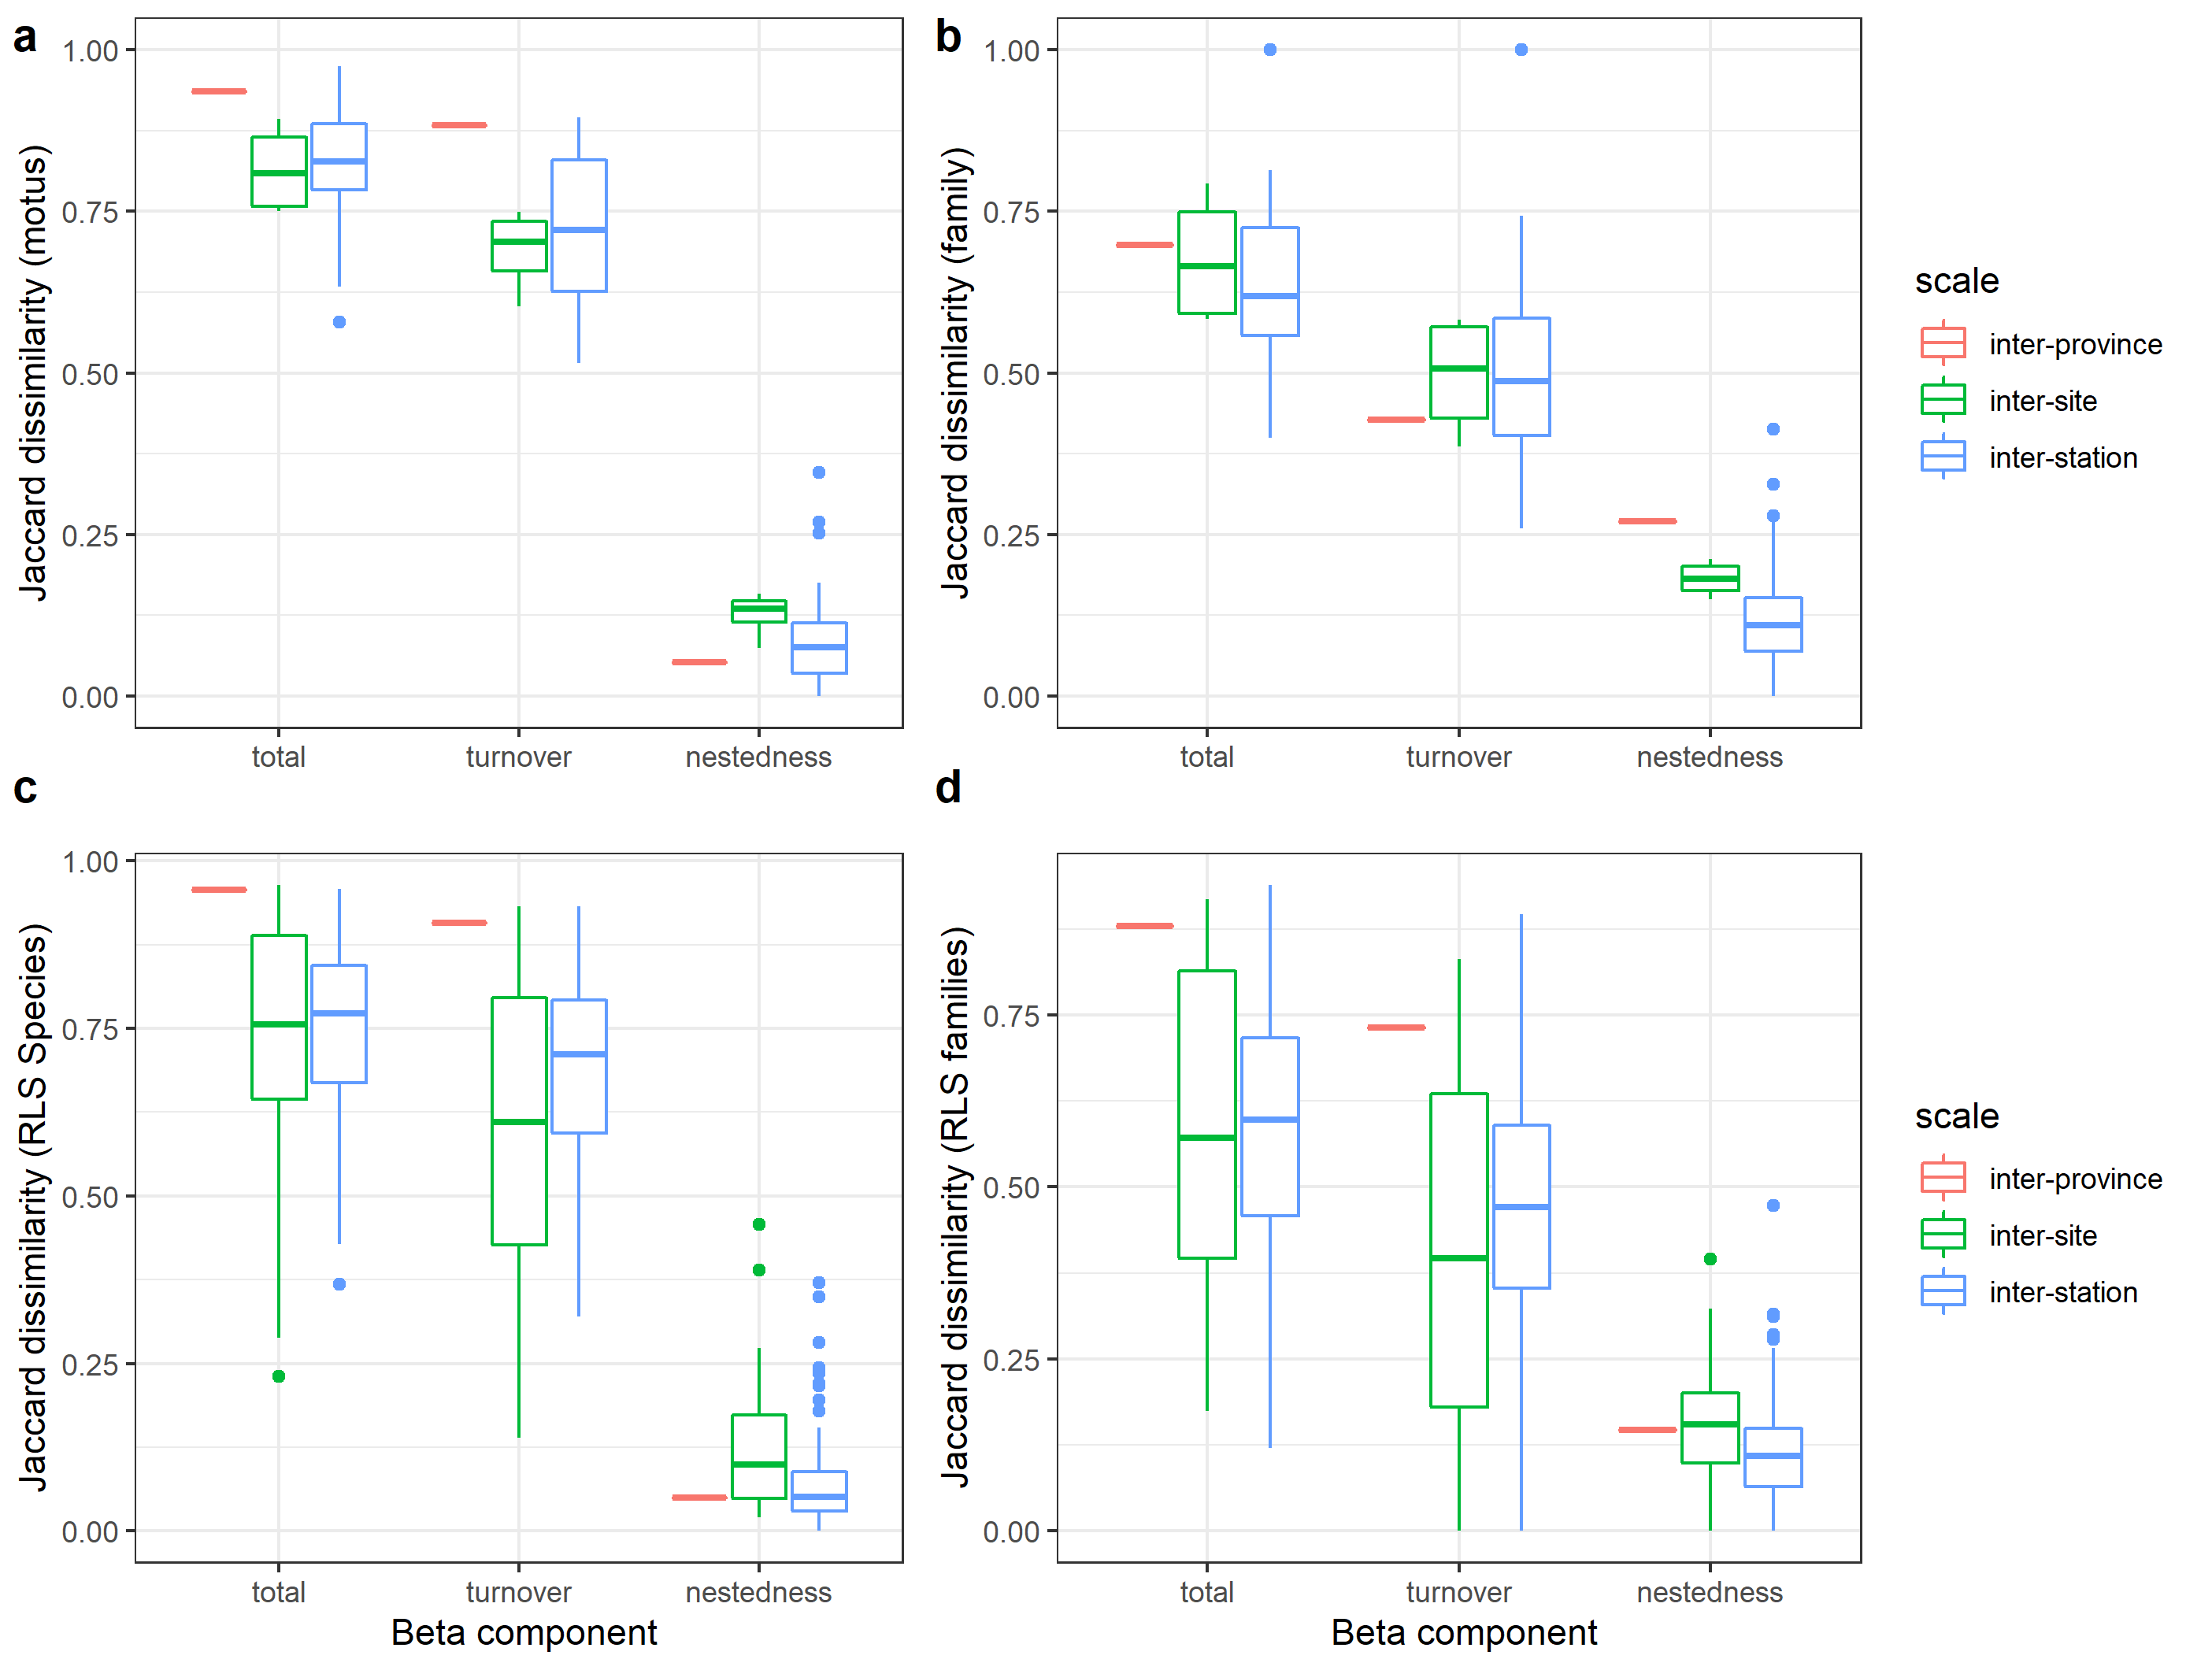 a
Jaccard dissimilarity (motus)
1.00
0.75
0.50
0.25
0.00
total turnover nestedness
b
Jaccard dissimilarity (family)
1.00
0.75
0.50
0.25
0.00
total turnover nestedness
scale
inter-province
inter-site
inter-station
c
Jaccard dissimilarity (RLS Species)
1.00
0.75
0.50
0.25
0.00
total turnover nestedness
Beta component
d
Jaccard dissimilarity (RLS families)
0.75
0.50
0.25
0.00
total turnover nestedness
Beta component
scale
inter-province
inter-site
inter-station